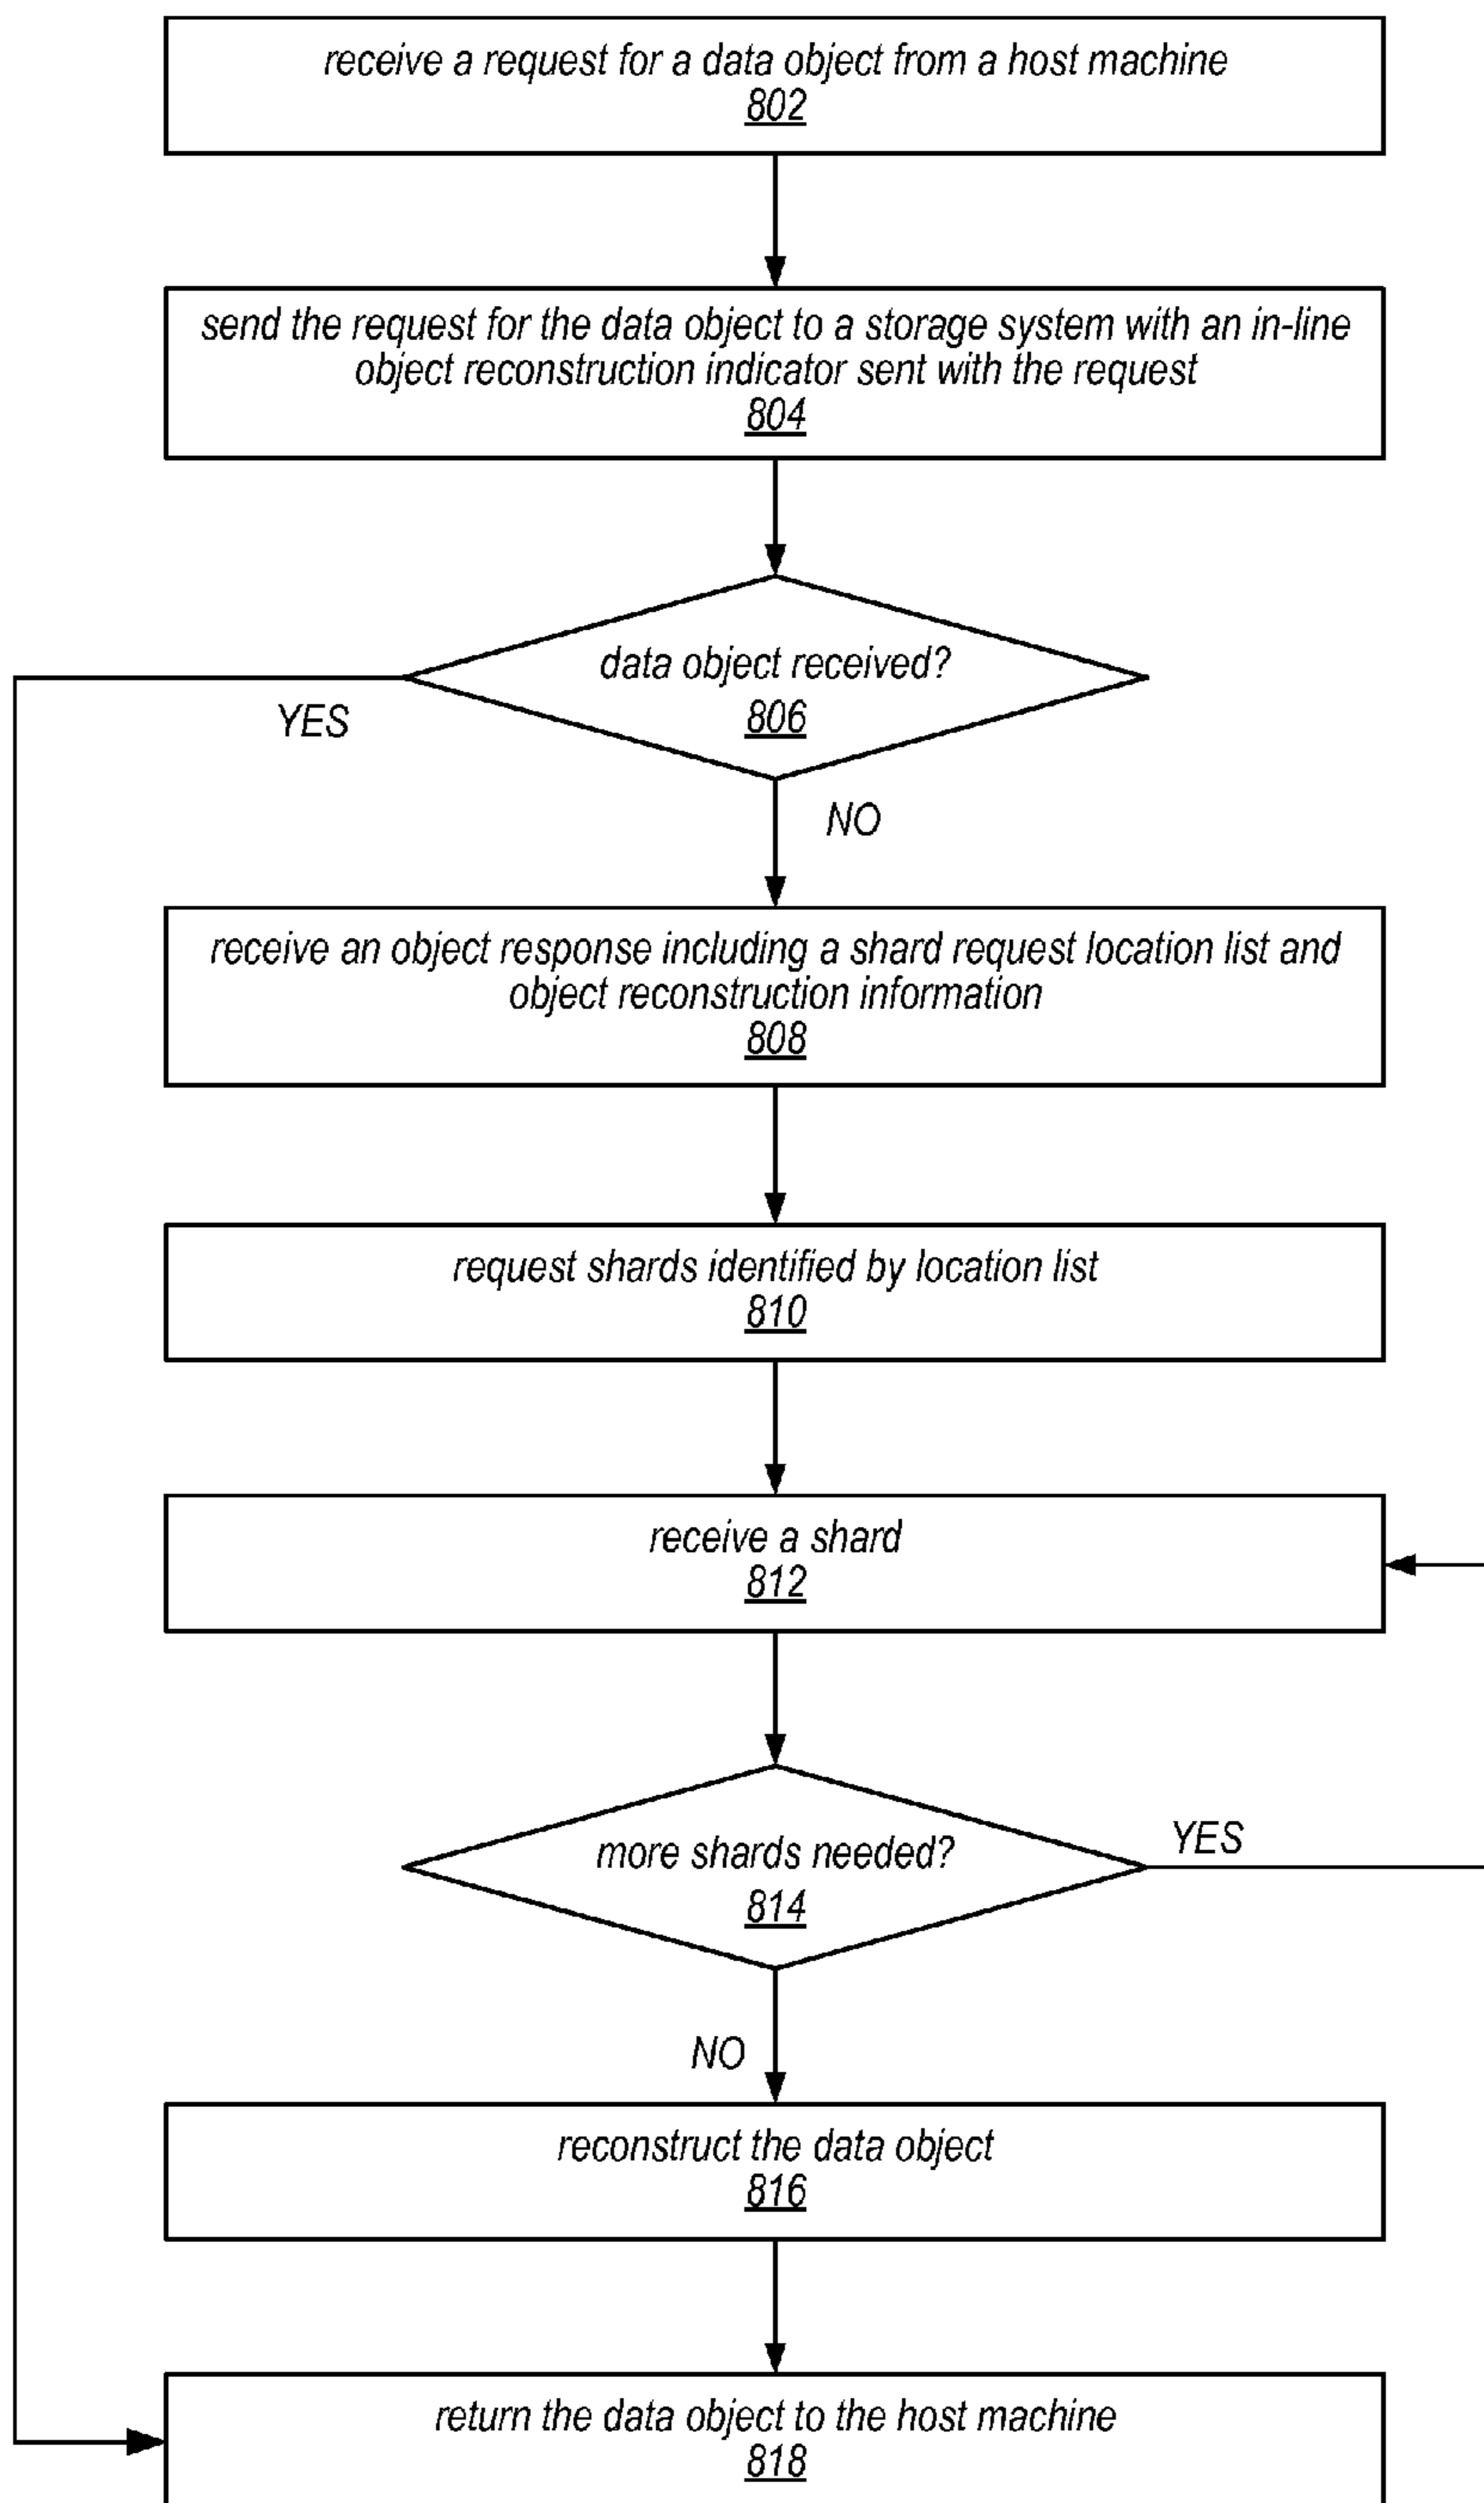 receive a request for a data object from a host machine
802
send the request for the data object to a storage system with an in-line
object reconstruction indicator sent with the request
804
data object received?
806
YES
NO
receive an object response including a shard request location list and
object reconstruction information
808
request shards identified by location list
810
receive a shard
812
more shards needed?
814
YES
NO
reconstruct the data object
816
return the data object to the host machine
818